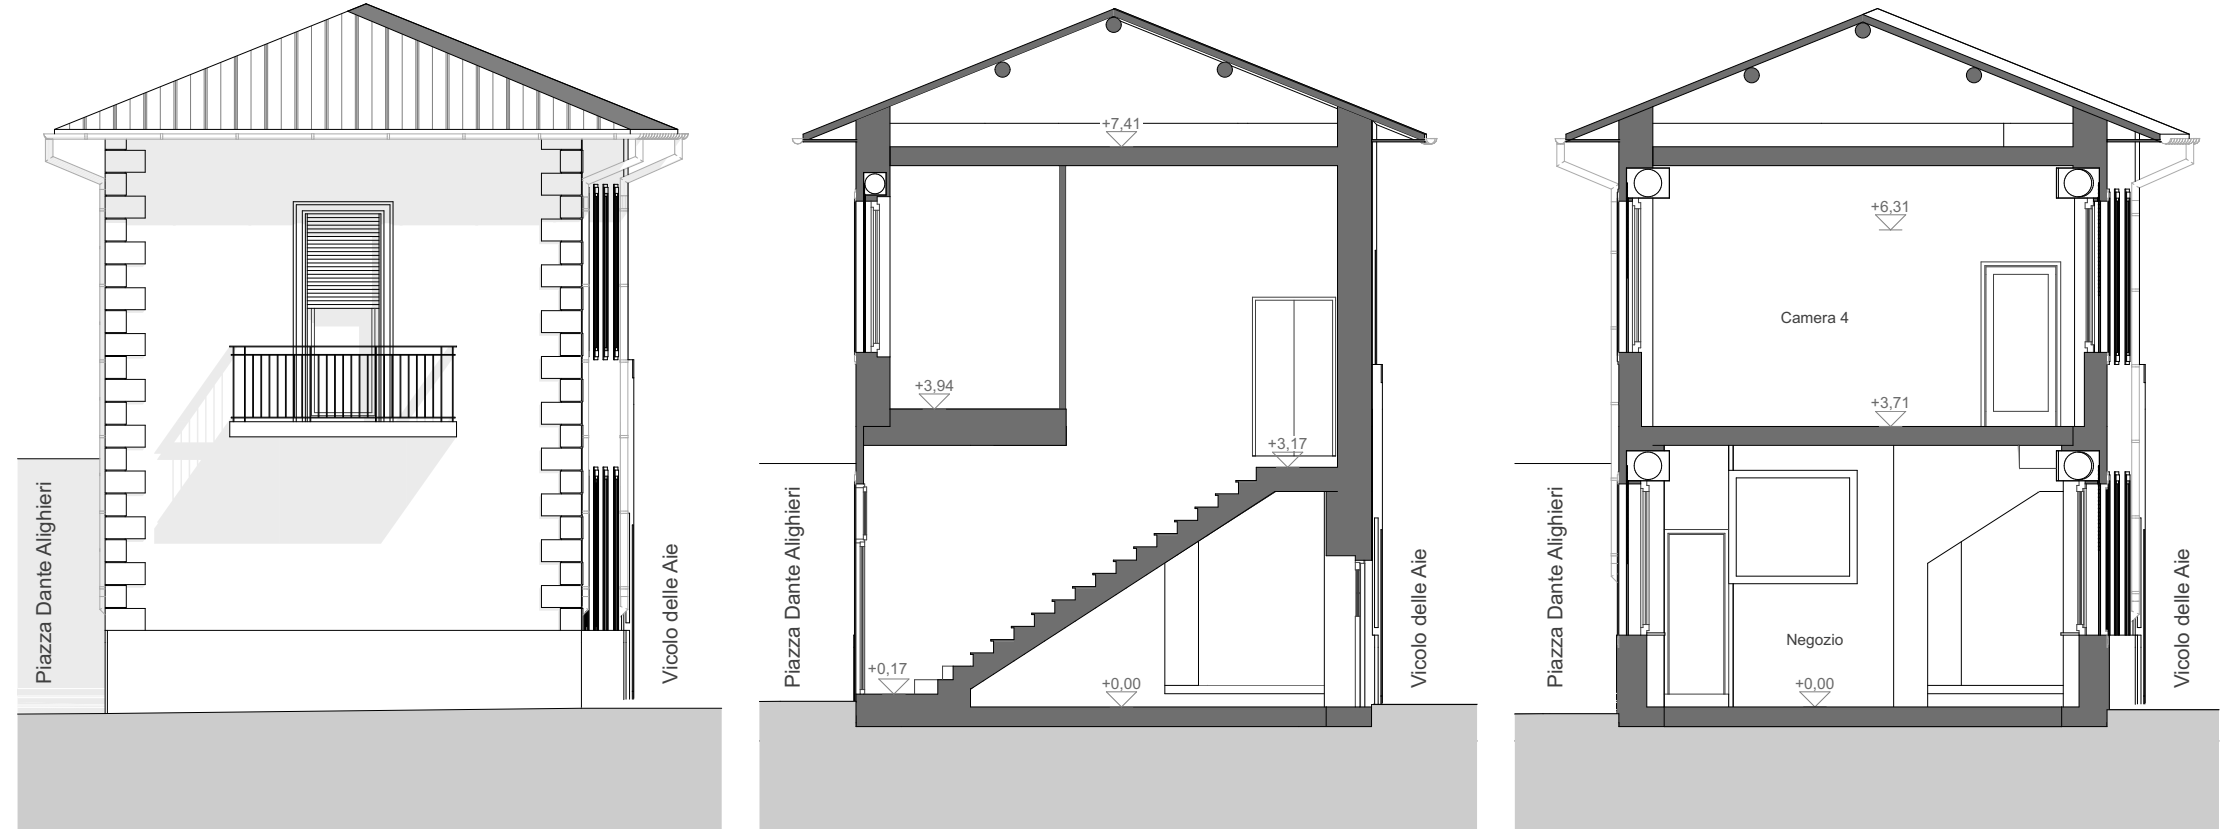 Piazza Dante Alighieri
Vicolo delle Aie
+7,41
+3,94
+3,17
+0,17
+0,00
Piazza Dante Alighieri
Vicolo delle Aie
+6,31
Camera 4
+3,71
Negozio
+0,00
Piazza Dante Alighieri
Vicolo delle Aie